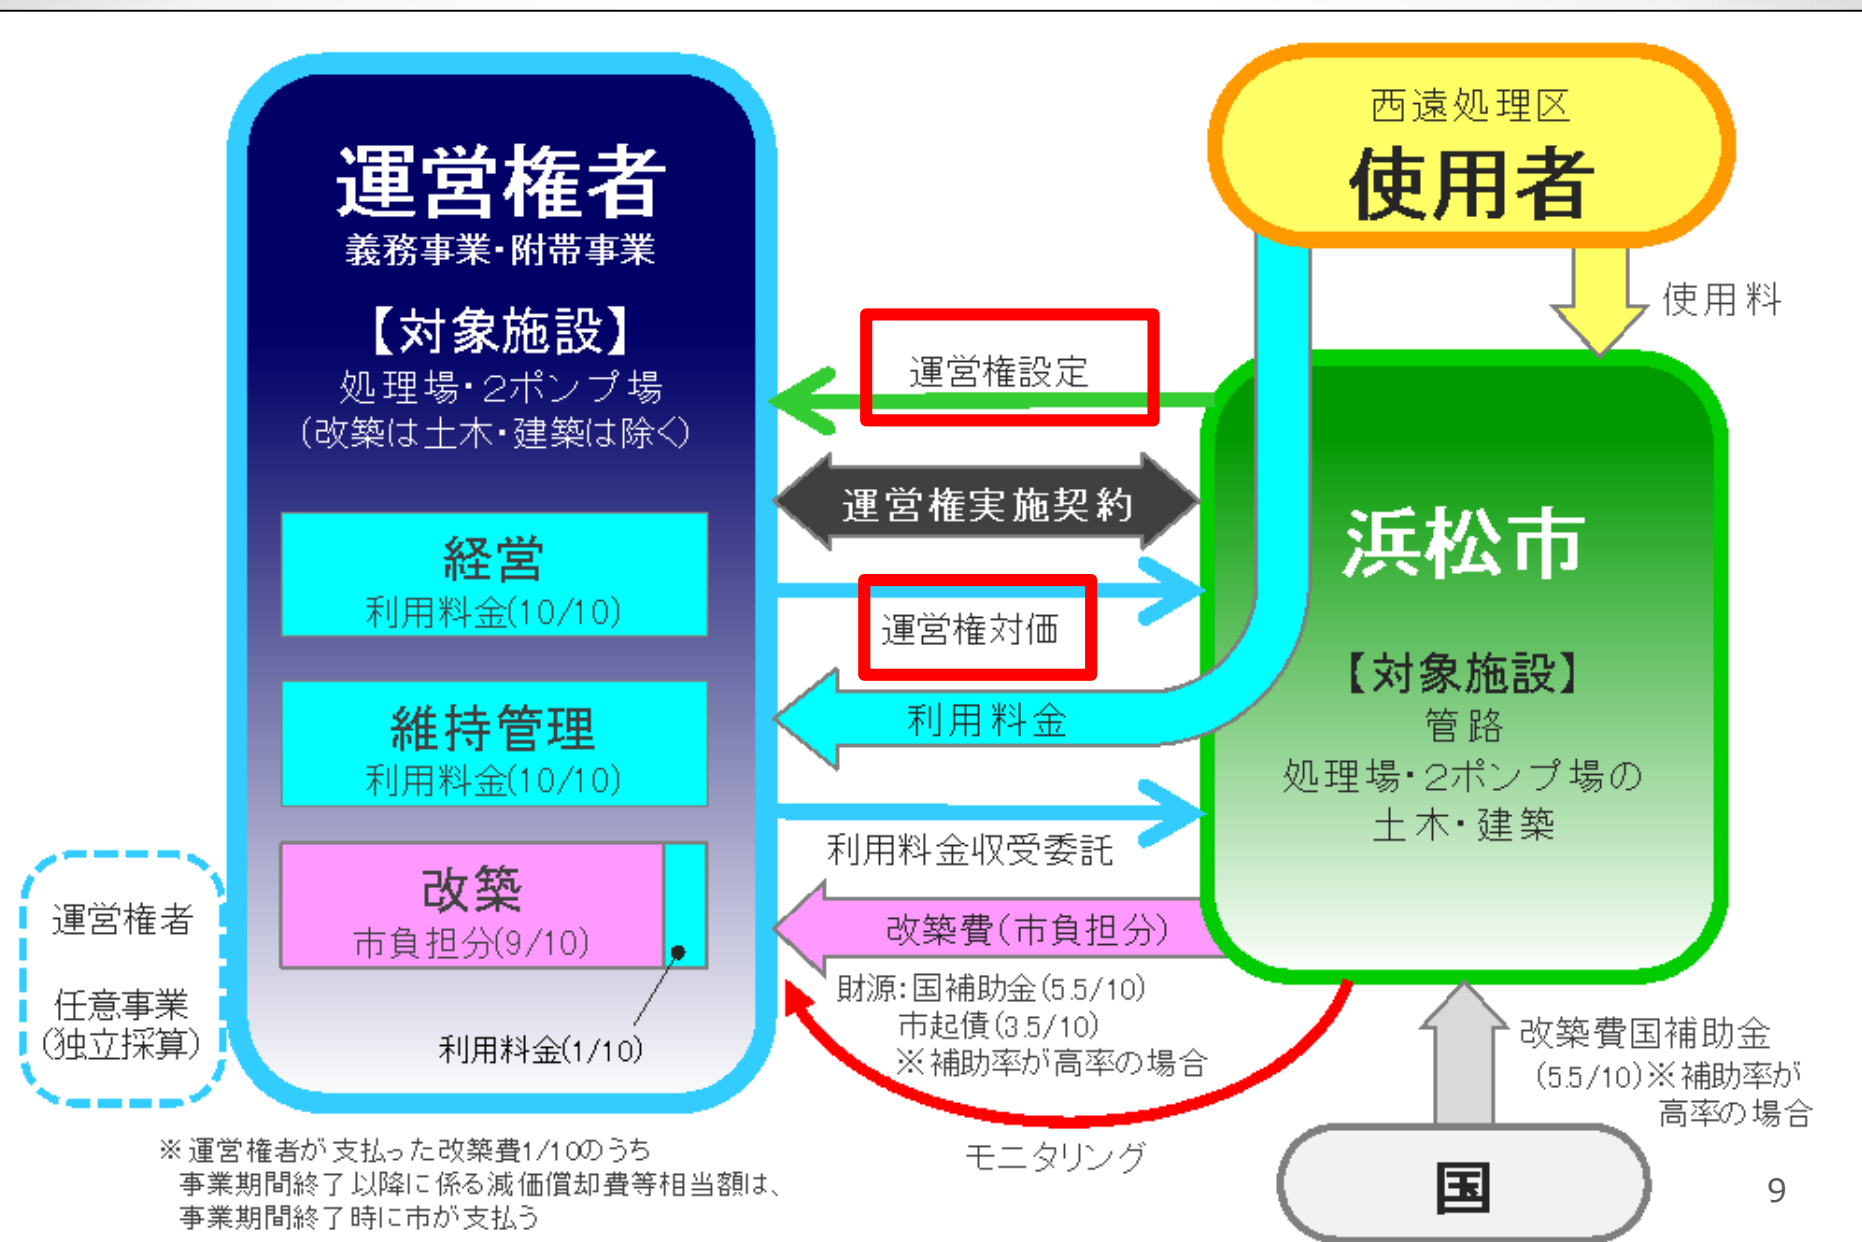 運営権者
義務事業・附帯事業
【対象施設】
処理場・2ポンプ場
(改築は土木・建築は除く)
経営
利用料金(10/10)
維持管理
利用料金(10/10)
改築
市負担分(9/10)
利用料金(1/10)
運営権者
任意事業
(独立採算)
※運営権者が支払った改築費1/10のうち
事業期間終了以降に係る減価償却費等相当額は、
事業期間終了時に市が支払う
運営権設定
運営権実施契約
運営権対価
利用料金
利用料金収受委託
改築費(市負担分)
財源:国補助金(5.5/10)
市起債(3.5/10)
※補助率が高率の場合
モニタリング
西遠処理区
使用者
使用料
浜松市
【対象施設】
管路
処理場・2ポンプ場の
土木・建築
改築費国補助金
(5.5/10)※補助率が
高率の場合
国
9